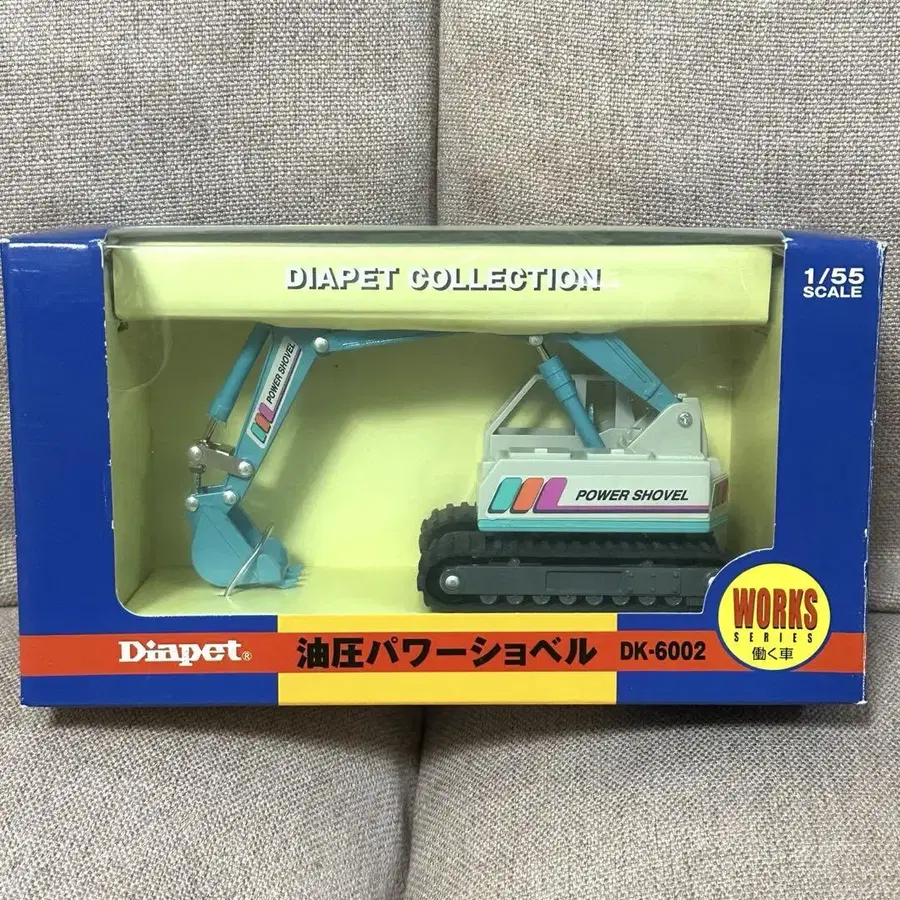 DIAPET COLLECTION
1/55
SCALE
POWER SHOVEL
POWER SHOVEL
WORKS
SERIES
働く車
Diapet®
油圧パワーショベル
DK-6002